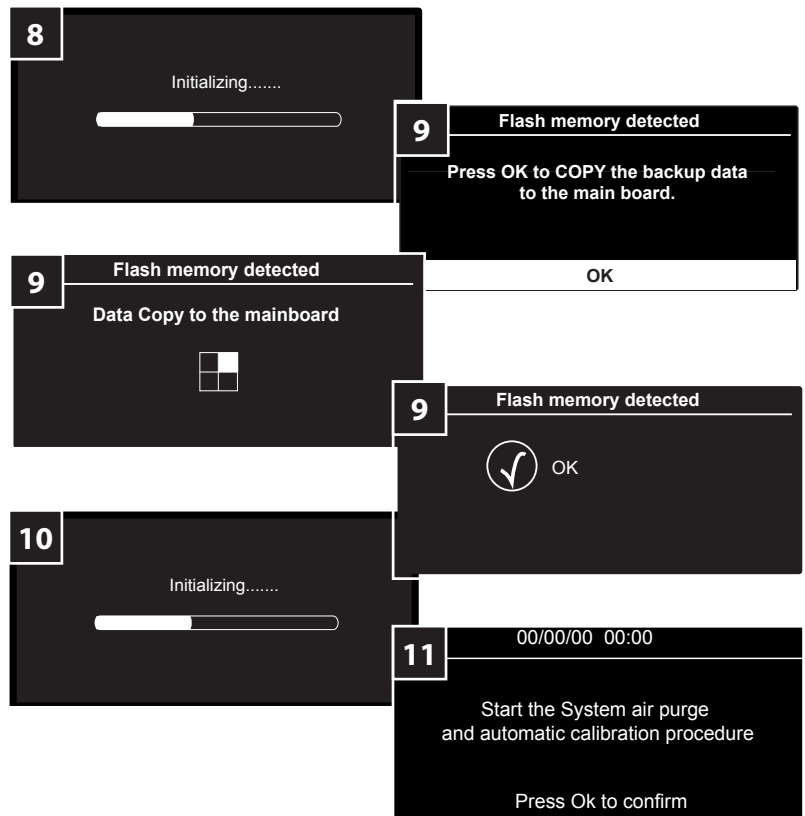 8
Initializing.......
9
Flash memory detected
Press OK to COPY the backup data
to the main board.
OK
9
Flash memory detected
Data Copy to the mainboard
9
Flash memory detected
OK
10
Initializing.......
11
00/00/00 00:00
Start the System air purge
and automatic calibration procedure
Press Ok to confirm